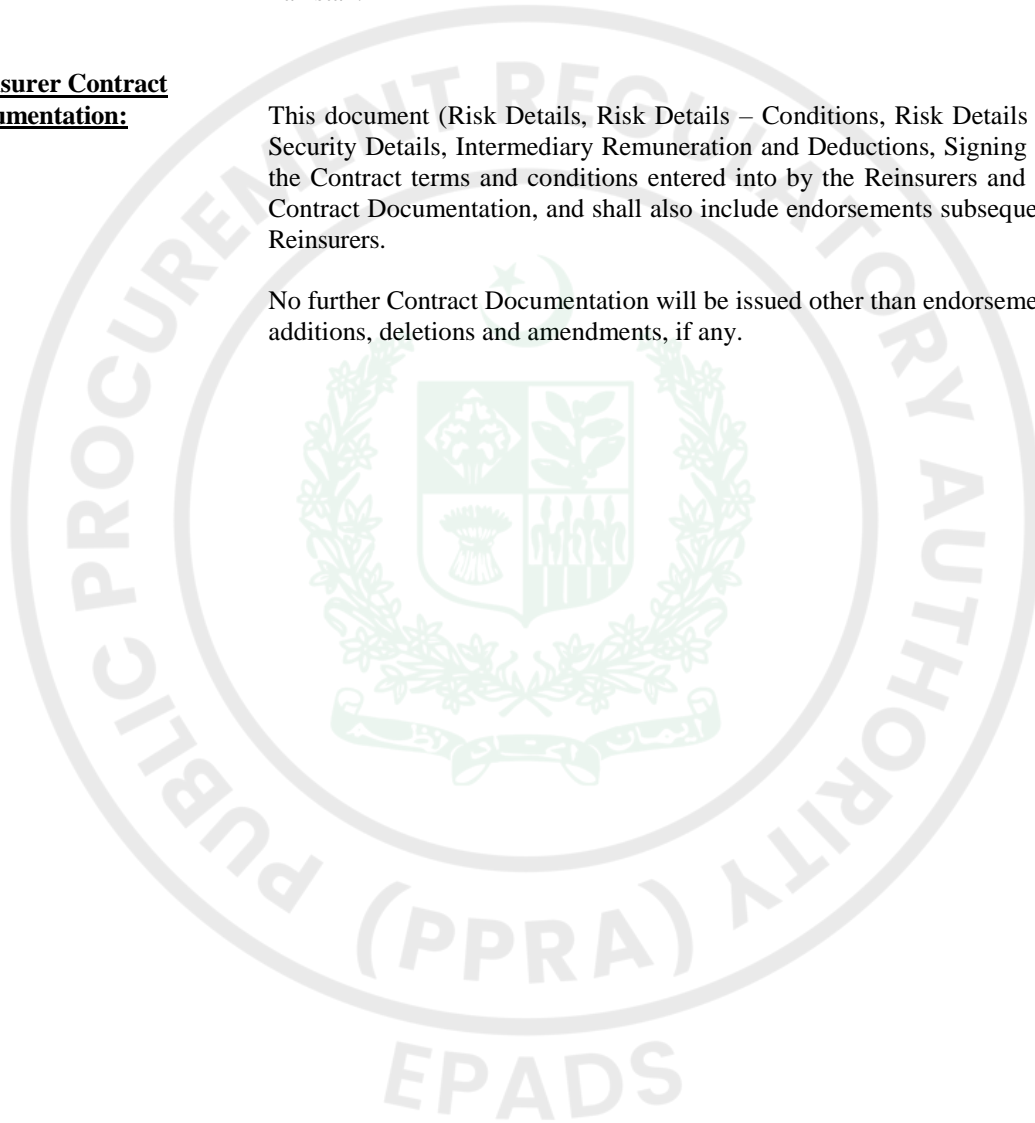 surer Contract
umentation:
This document (Risk Details, Risk Details – Conditions, Risk Details
Security Details, Intermediary Remuneration and Deductions, Signing
the Contract terms and conditions entered into by the Reinsurers and
Contract Documentation, and shall also include endorsements subseque
Reinsurers.
No further Contract Documentation will be issued other than endorseme
additions, deletions and amendments, if any.
PUBLIC PROCUREMENT REGULATORY AUTHORITY
(PPRA)
EPADS